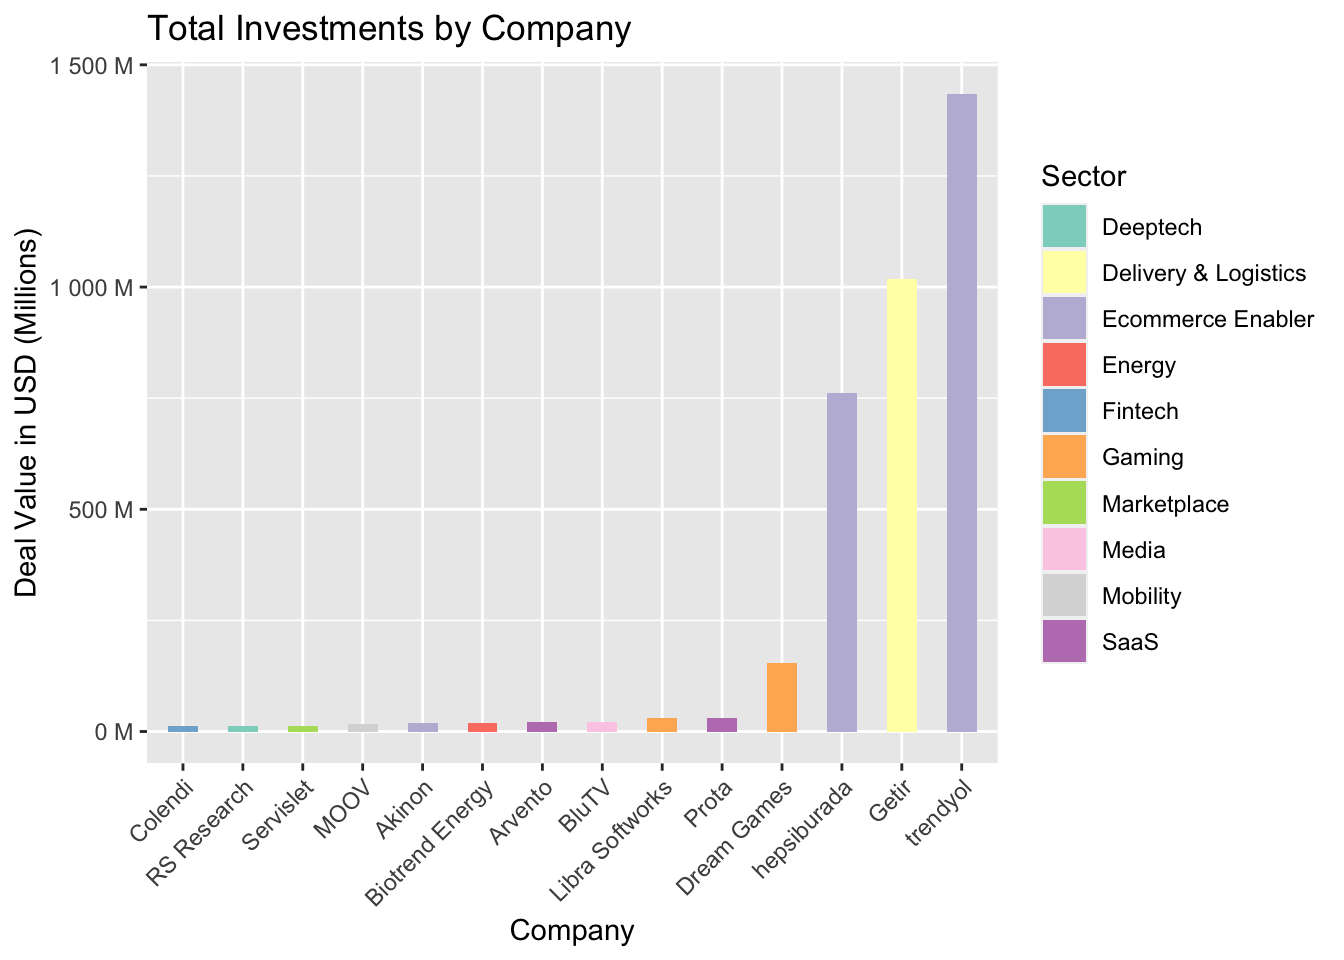 Total Investments by Company
Deal Value in USD (Millions)
1 500 M
1 000 M
500 M
0 M
Colendi
RS Research
Servislet
MOOV
Akinon
Biotrend Energy
Arvento
BluTV
Libra Softworks
Prota
Dream Games
hepsiburada
Getir
trendyol
Company
Sector
Deeptech
Delivery & Logistics
Ecommerce Enabler
Energy
Fintech
Gaming
Marketplace
Media
Mobility
SaaS